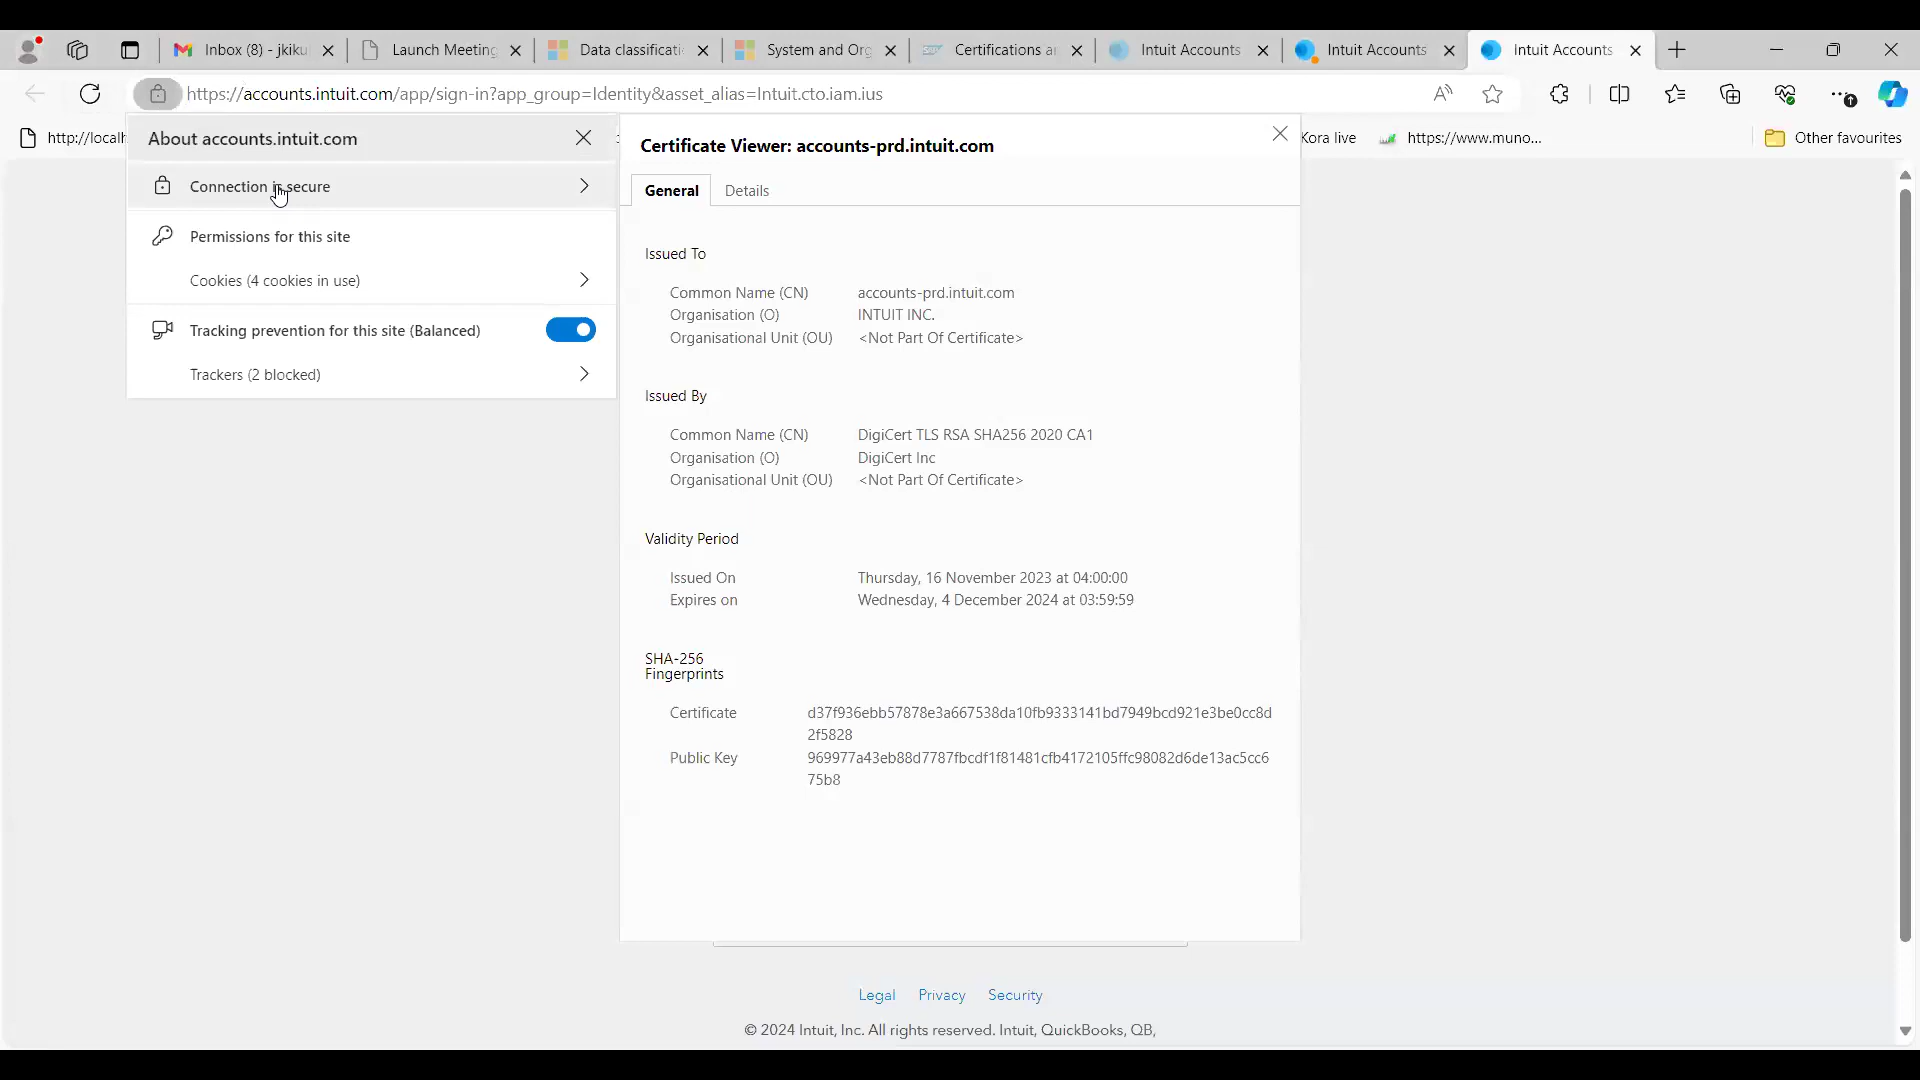 Inbox (8) - jkiku
Launch Meeting
Data classificati
System and Org
Certifications a
Intuit Accounts
Intuit Accounts
Intuit Accounts
https://accounts.intuit.com/app/sign-in?app_group=Identity&asset_alias=Intuit.cto.iam.ius
http://localh
Kora live
https://www.muno...
Other favourites
About accounts.intuit.com
Connection is secure
Permissions for this site
Cookies (4 cookies in use)
Tracking prevention for this site (Balanced)
Trackers (2 blocked)
Certificate Viewer: accounts-prd.intuit.com
General Details
Issued To
Common Name (CN) accounts-prd.intuit.com
Organisation (O) INTUIT INC.
Organisational Unit (OU) <Not Part Of Certificate>
Issued By
Common Name (CN) DigiCert TLS RSA SHA256 2020 CA1
Organisation (O) DigiCert Inc
Organisational Unit (OU) <Not Part Of Certificate>
Validity Period
Issued On Thursday, 16 November 2023 at 04:00:00
Expires on Wednesday, 4 December 2024 at 03:59:59
SHA-256
Fingerprints
Certificate d37f936ebb57878e3a667538da10fb9333141bd7949bcd921e3be0cc8d
2f5828
Public Key 969977a43eb88d7787fbcdf1f81481cfb4172105ffc98082d6de13ac5cc6
75b8
Legal Privacy Security
© 2024 Intuit, Inc. All rights reserved. Intuit, QuickBooks, QB,